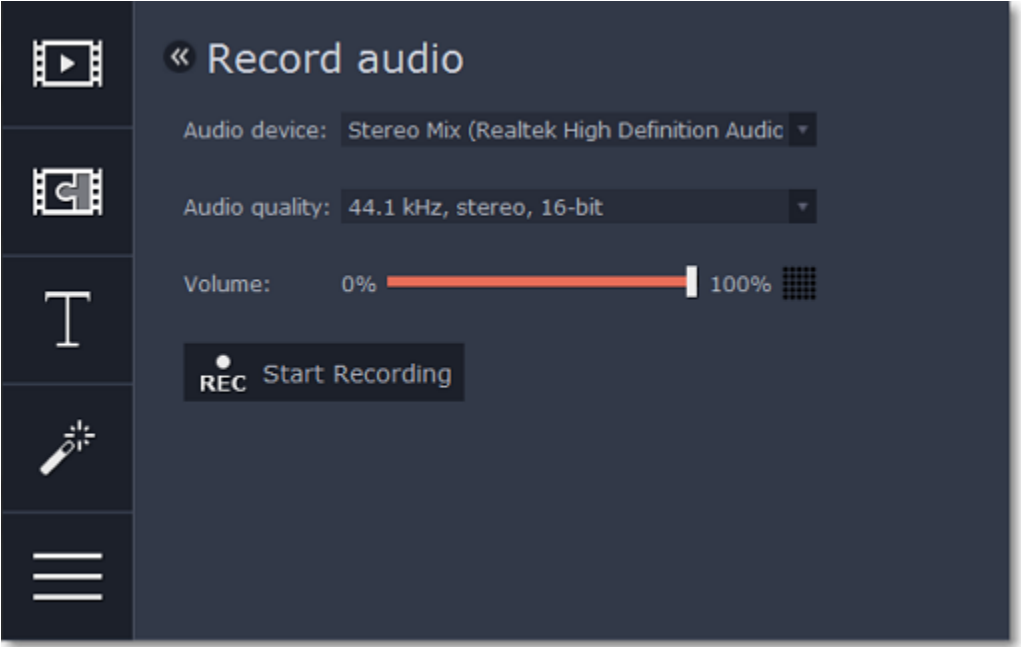 Record audio
Audio device: Stereo Mix (Realtek High Definition Audic
Audio quality: 44.1 kHz, stereo, 16-bit
Volume: 0% 100%
REC Start Recording